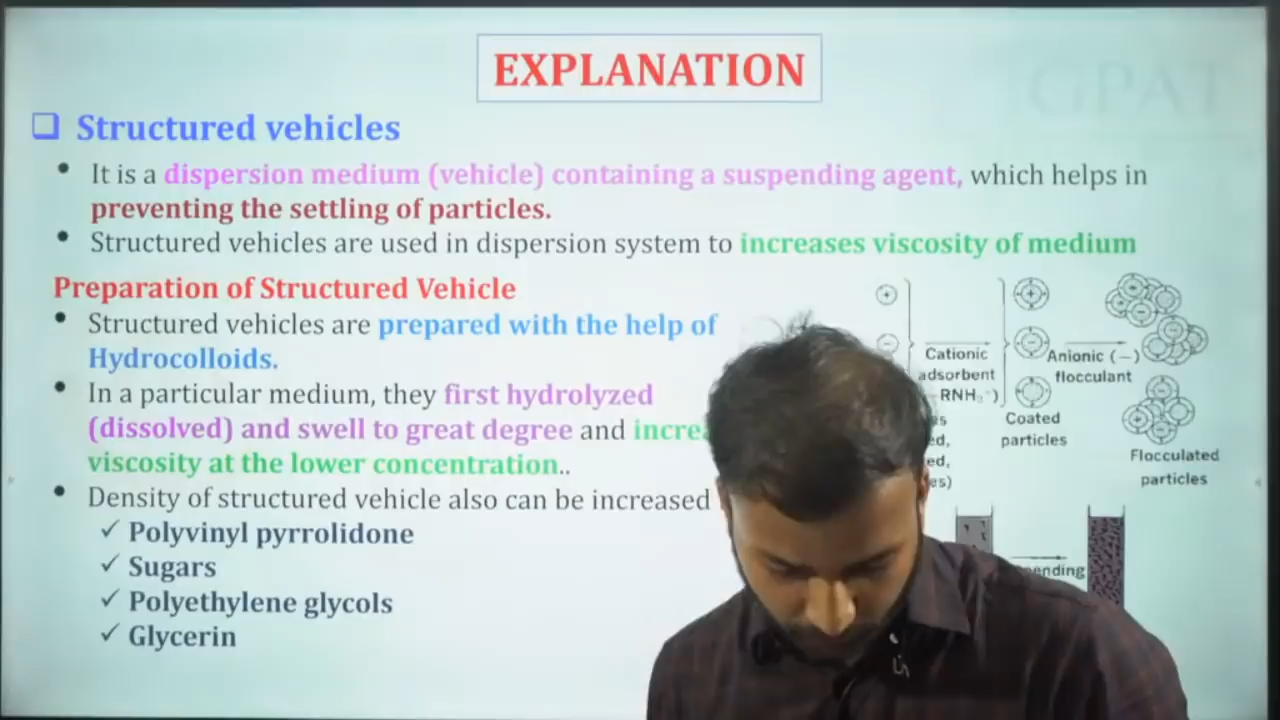 EXPLANATION
GPAT
Structured vehicles
It is a dispersion medium (vehicle) containing a suspending agent, which helps in
preventing the settling of particles.
Structured vehicles are used in dispersion system to increases viscosity of medium
Preparation of Structured Vehicle
Structured vehicles are prepared with the help of
Hydrocolloids.
In a particular medium, they first hydrolyzed
(dissolved) and swell to great degree and
viscosity at the lower concentration..
Density of structured vehicle also can be increased
✓ Polyvinyl pyrrolidone
✓ Sugars
✓ Polyethylene glycols
✓ Glycerin
Cationic
adsorbent
Anionic (−)
flocculant
Coated
particles
Flocculated
particles